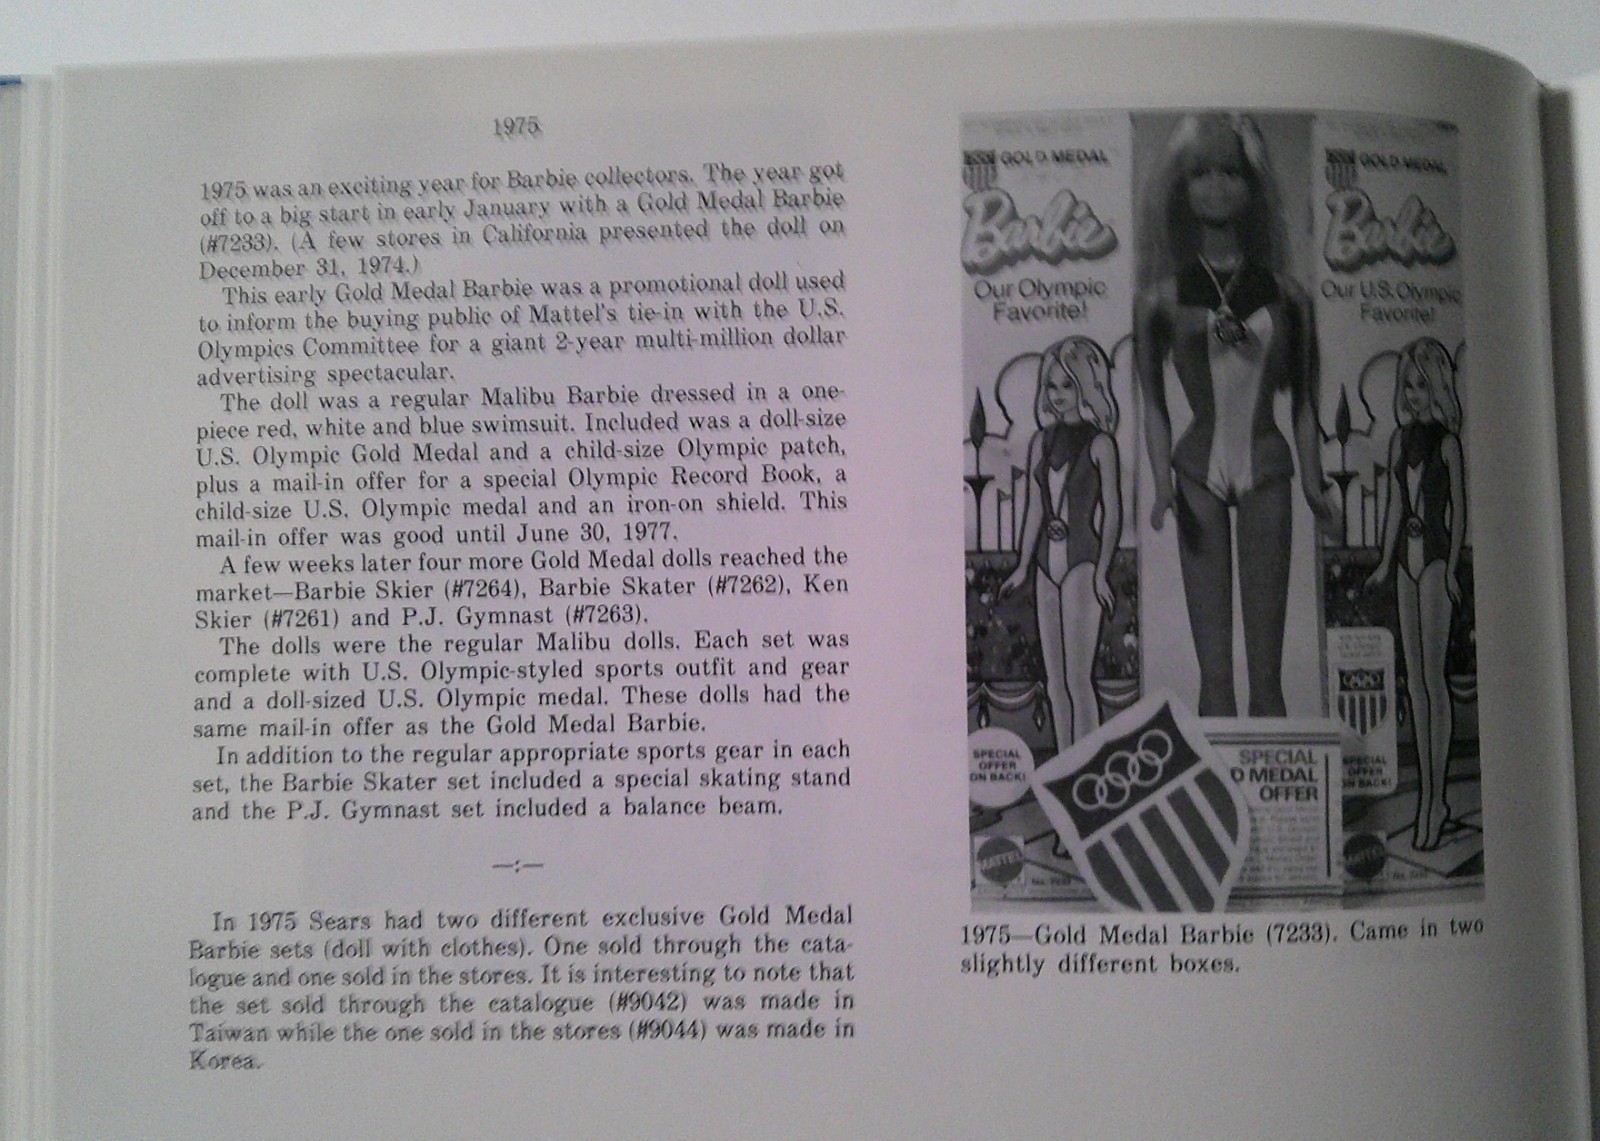 1975
1975 was an exciting year for Barbie collectors. The year got
off to a big start in early January with a Gold Medal Barbie
(#7233). (A few stores in California presented the doll on
December 31, 1974.)
This early Gold Medal Barbie was a promotional doll used
to inform the buying public of Mattel's tie-in with the U.S.
Olympics Committee for a giant 2-year multi-million dollar
advertising spectacular.
The doll was a regular Malibu Barbie dressed in a one-
piece red, white and blue swimsuit. Included was a doll-size
U.S. Olympic Gold Medal and a child-size Olympic patch,
plus a mail-in offer for a special Olympic Record Book, a
child-size U.S. Olympic medal and an iron-on shield. This
mail-in offer was good until June 30, 1977.
A few weeks later four more Gold Medal dolls reached the
market—Barbie Skier (#7264), Barbie Skater (#7262), Ken
Skier (#7261) and P.J. Gymnast (#7263).
The dolls were the regular Malibu dolls. Each set was
complete with U.S. Olympic-styled sports outfit and gear
and a doll-sized U.S. Olympic medal. These dolls had the
same mail-in offer as the Gold Medal Barbie.
In addition to the regular appropriate sports gear in each
set, the Barbie Skater set included a special skating stand
and the P.J. Gymnast set included a balance beam.
—:—
In 1975 Sears had two different exclusive Gold Medal
Barbie sets (doll with clothes). One sold through the cata-
logue and one sold in the stores. It is interesting to note that
the set sold through the catalogue (#9042) was made in
Taiwan while the one sold in the stores (#9044) was made in
Korea.
GOLD MEDAL
Barbie
Our Olympic
Favorite!
SPECIAL
OFFER
ON BACK!
MATTEL
GOLD MEDAL
Barbie
Our U.S. Olympic
Favorite!
SPECIAL
OFFER
ON BACK!
MATTEL
SPECIAL
D MEDAL
OFFER
1975—Gold Medal Barbie (7233). Came in two
slightly different boxes.